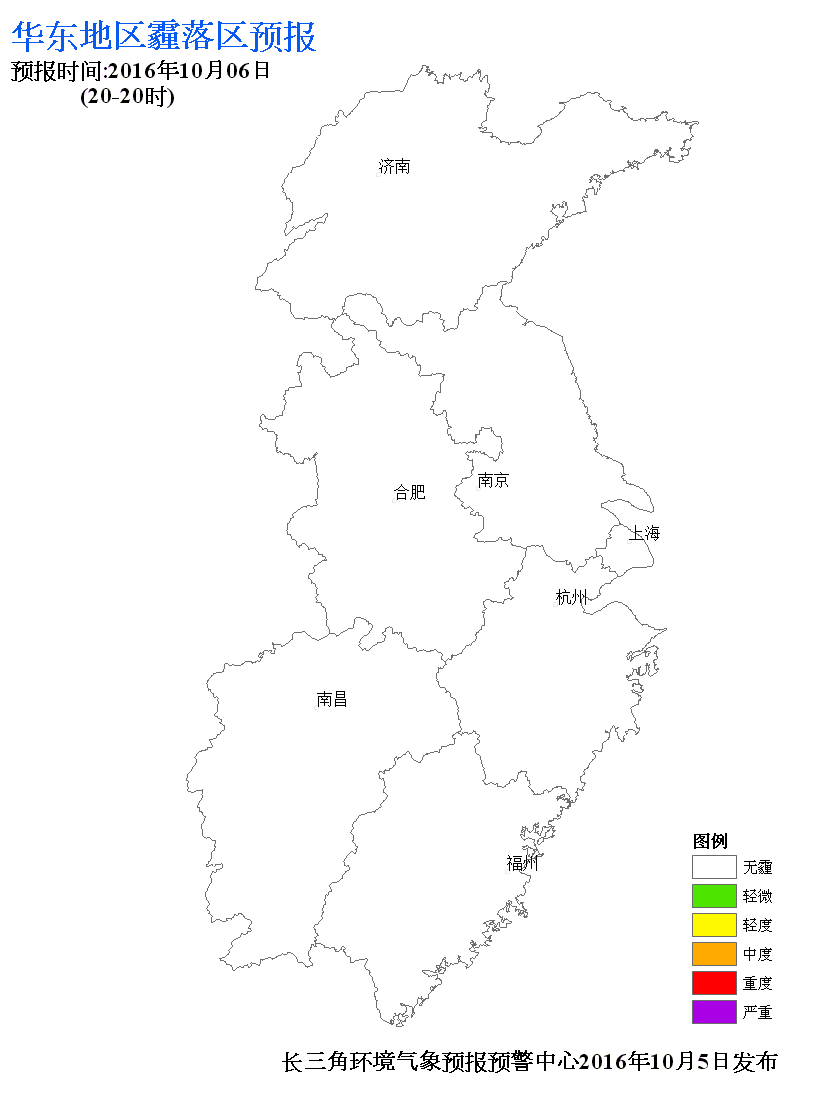 华东地区霾落区预报
预报时间:2016年10月06日
(20-20时)
济南
南京
合肥
上海
杭州
南昌
福州
图例
无霾
轻微
轻度
中度
重度
严重
长三角环境气象预报预警中心2016年10月5日发布